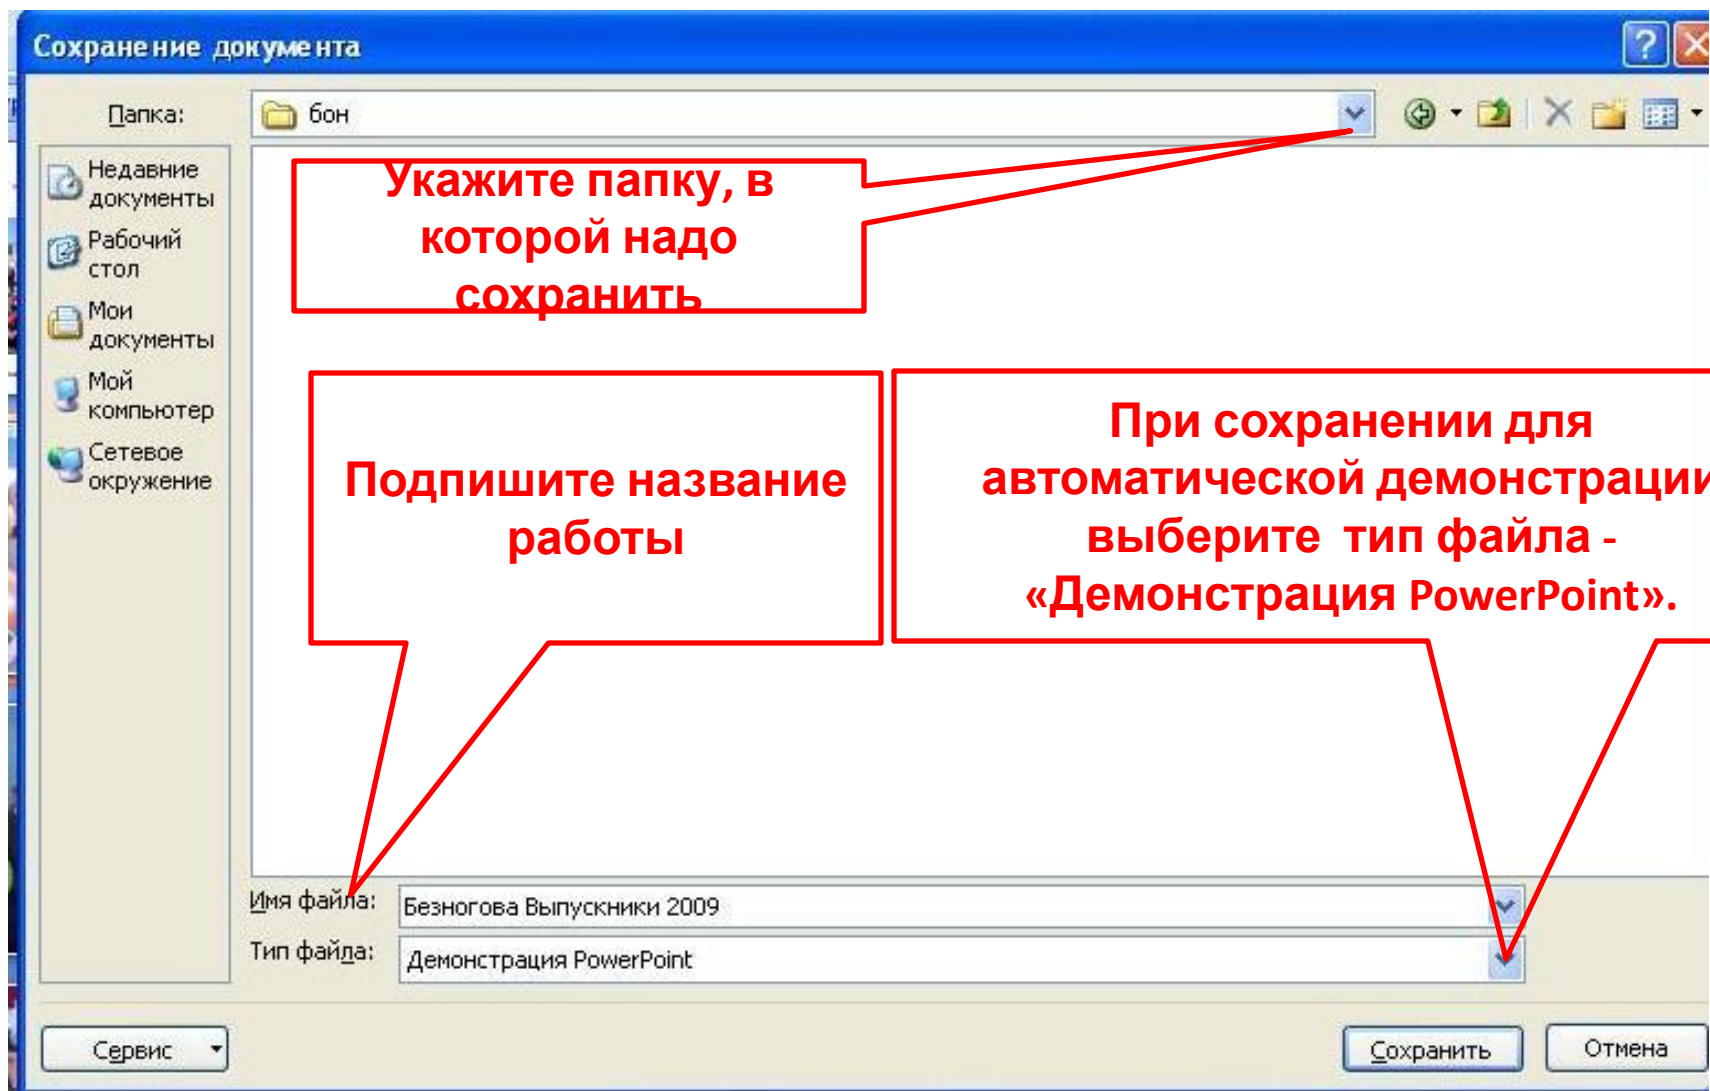 Сохранение документа
Папка:
бон
Недавние
документы
Рабочий
стол
Мои
документы
Мой
компьютер
Сетевое
окружение
Укажите папку, в
которой надо
сохранить
Подпишите название
работы
При сохранении для
автоматической демонстрации
выберите тип файла -
«Демонстрация PowerPoint».
Имя файла:
Безногова Выпускники 2009
Тип файла:
Демонстрация PowerPoint
Сервис
Сохранить
Отмена